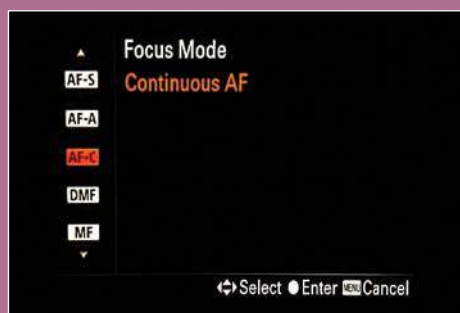 Focus Mode
AF-S Continuous AF
AF-A
AF-C
DMF
MF
Select Enter MENU Cancel